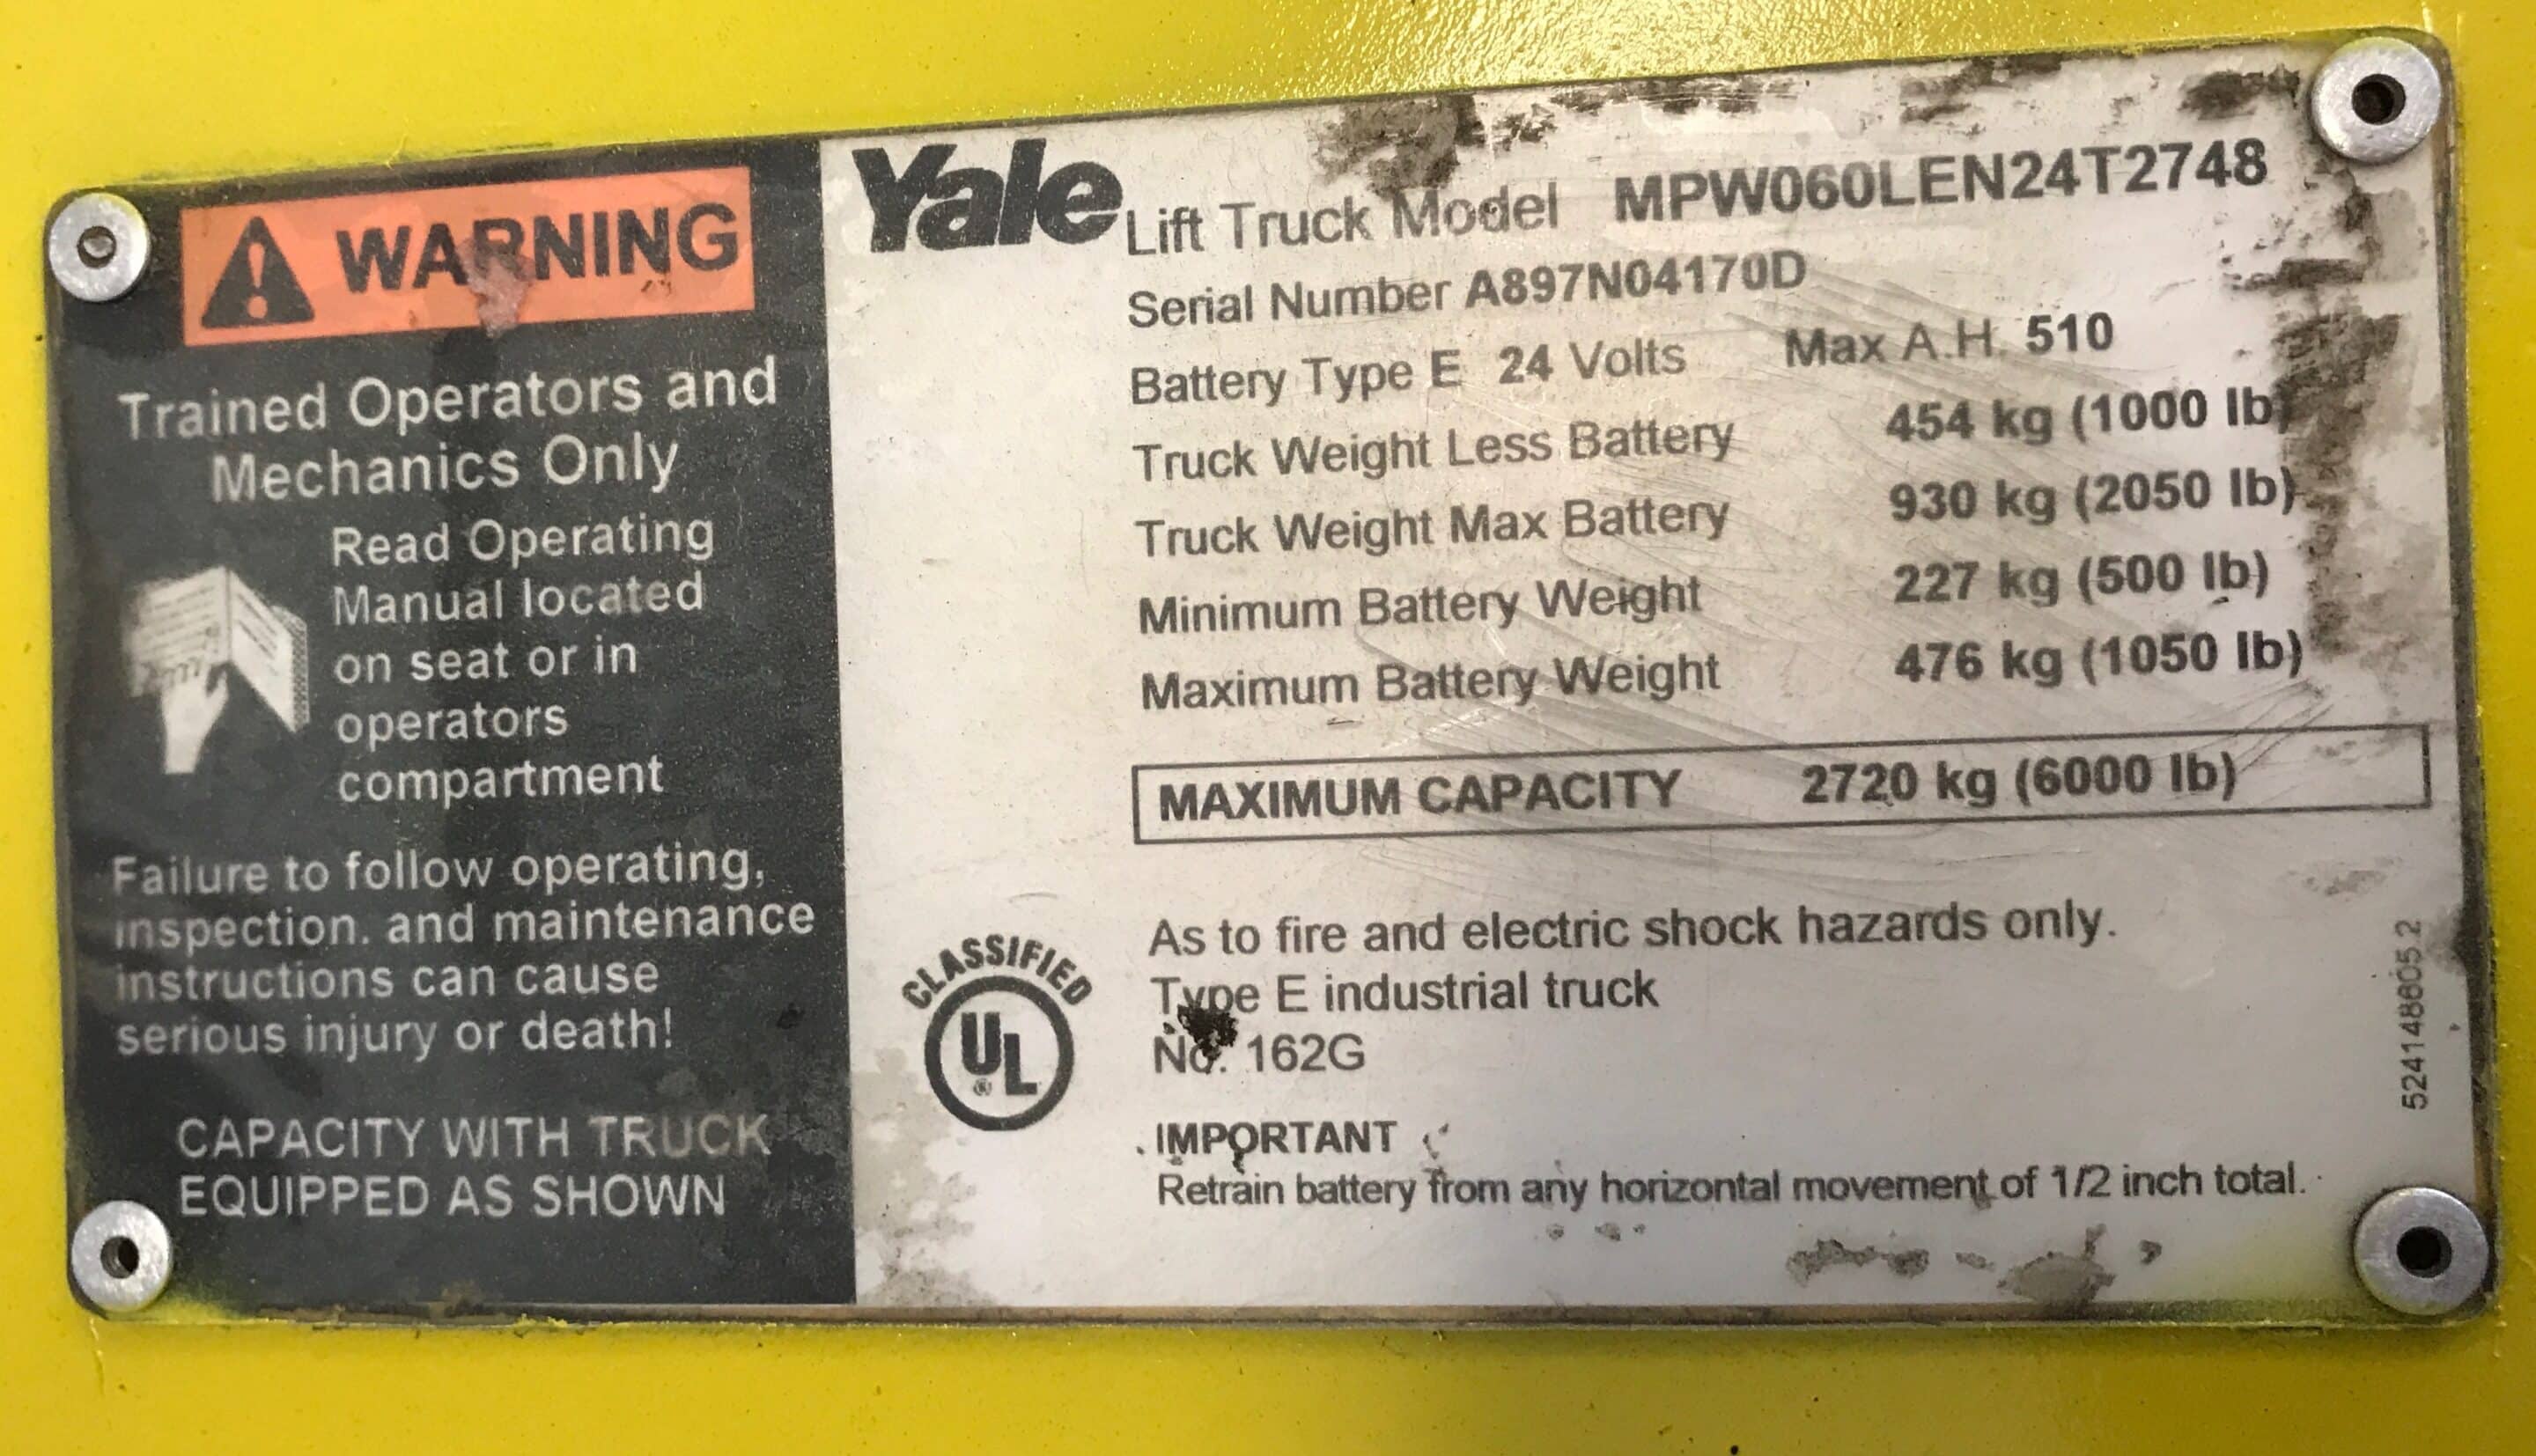 WARNING
Trained Operators and
Mechanics Only
Read Operating
Manual located
on seat or in
operators
compartment
Failure to follow operating,
inspection. and maintenance
instructions can cause
serious injury or death!
CAPACITY WITH TRUCK
EQUIPPED AS SHOWN
Yale Lift Truck Model MPW060LEN24T2748
Serial Number A897N04170D
Battery Type E 24 Volts Max A.H. 510
Truck Weight Less Battery 454 kg (1000 lb)
Truck Weight Max Battery 930 kg (2050 lb)
Minimum Battery Weight 227 kg (500 lb)
Maximum Battery Weight 476 kg (1050 lb)
MAXIMUM CAPACITY 2720 kg (6000 lb)
CLASSIFIED
UL ®
As to fire and electric shock hazards only.
Type E industrial truck
No. 162G
IMPORTANT
Retrain battery from any horizontal movement of 1/2 inch total.
524148605 2